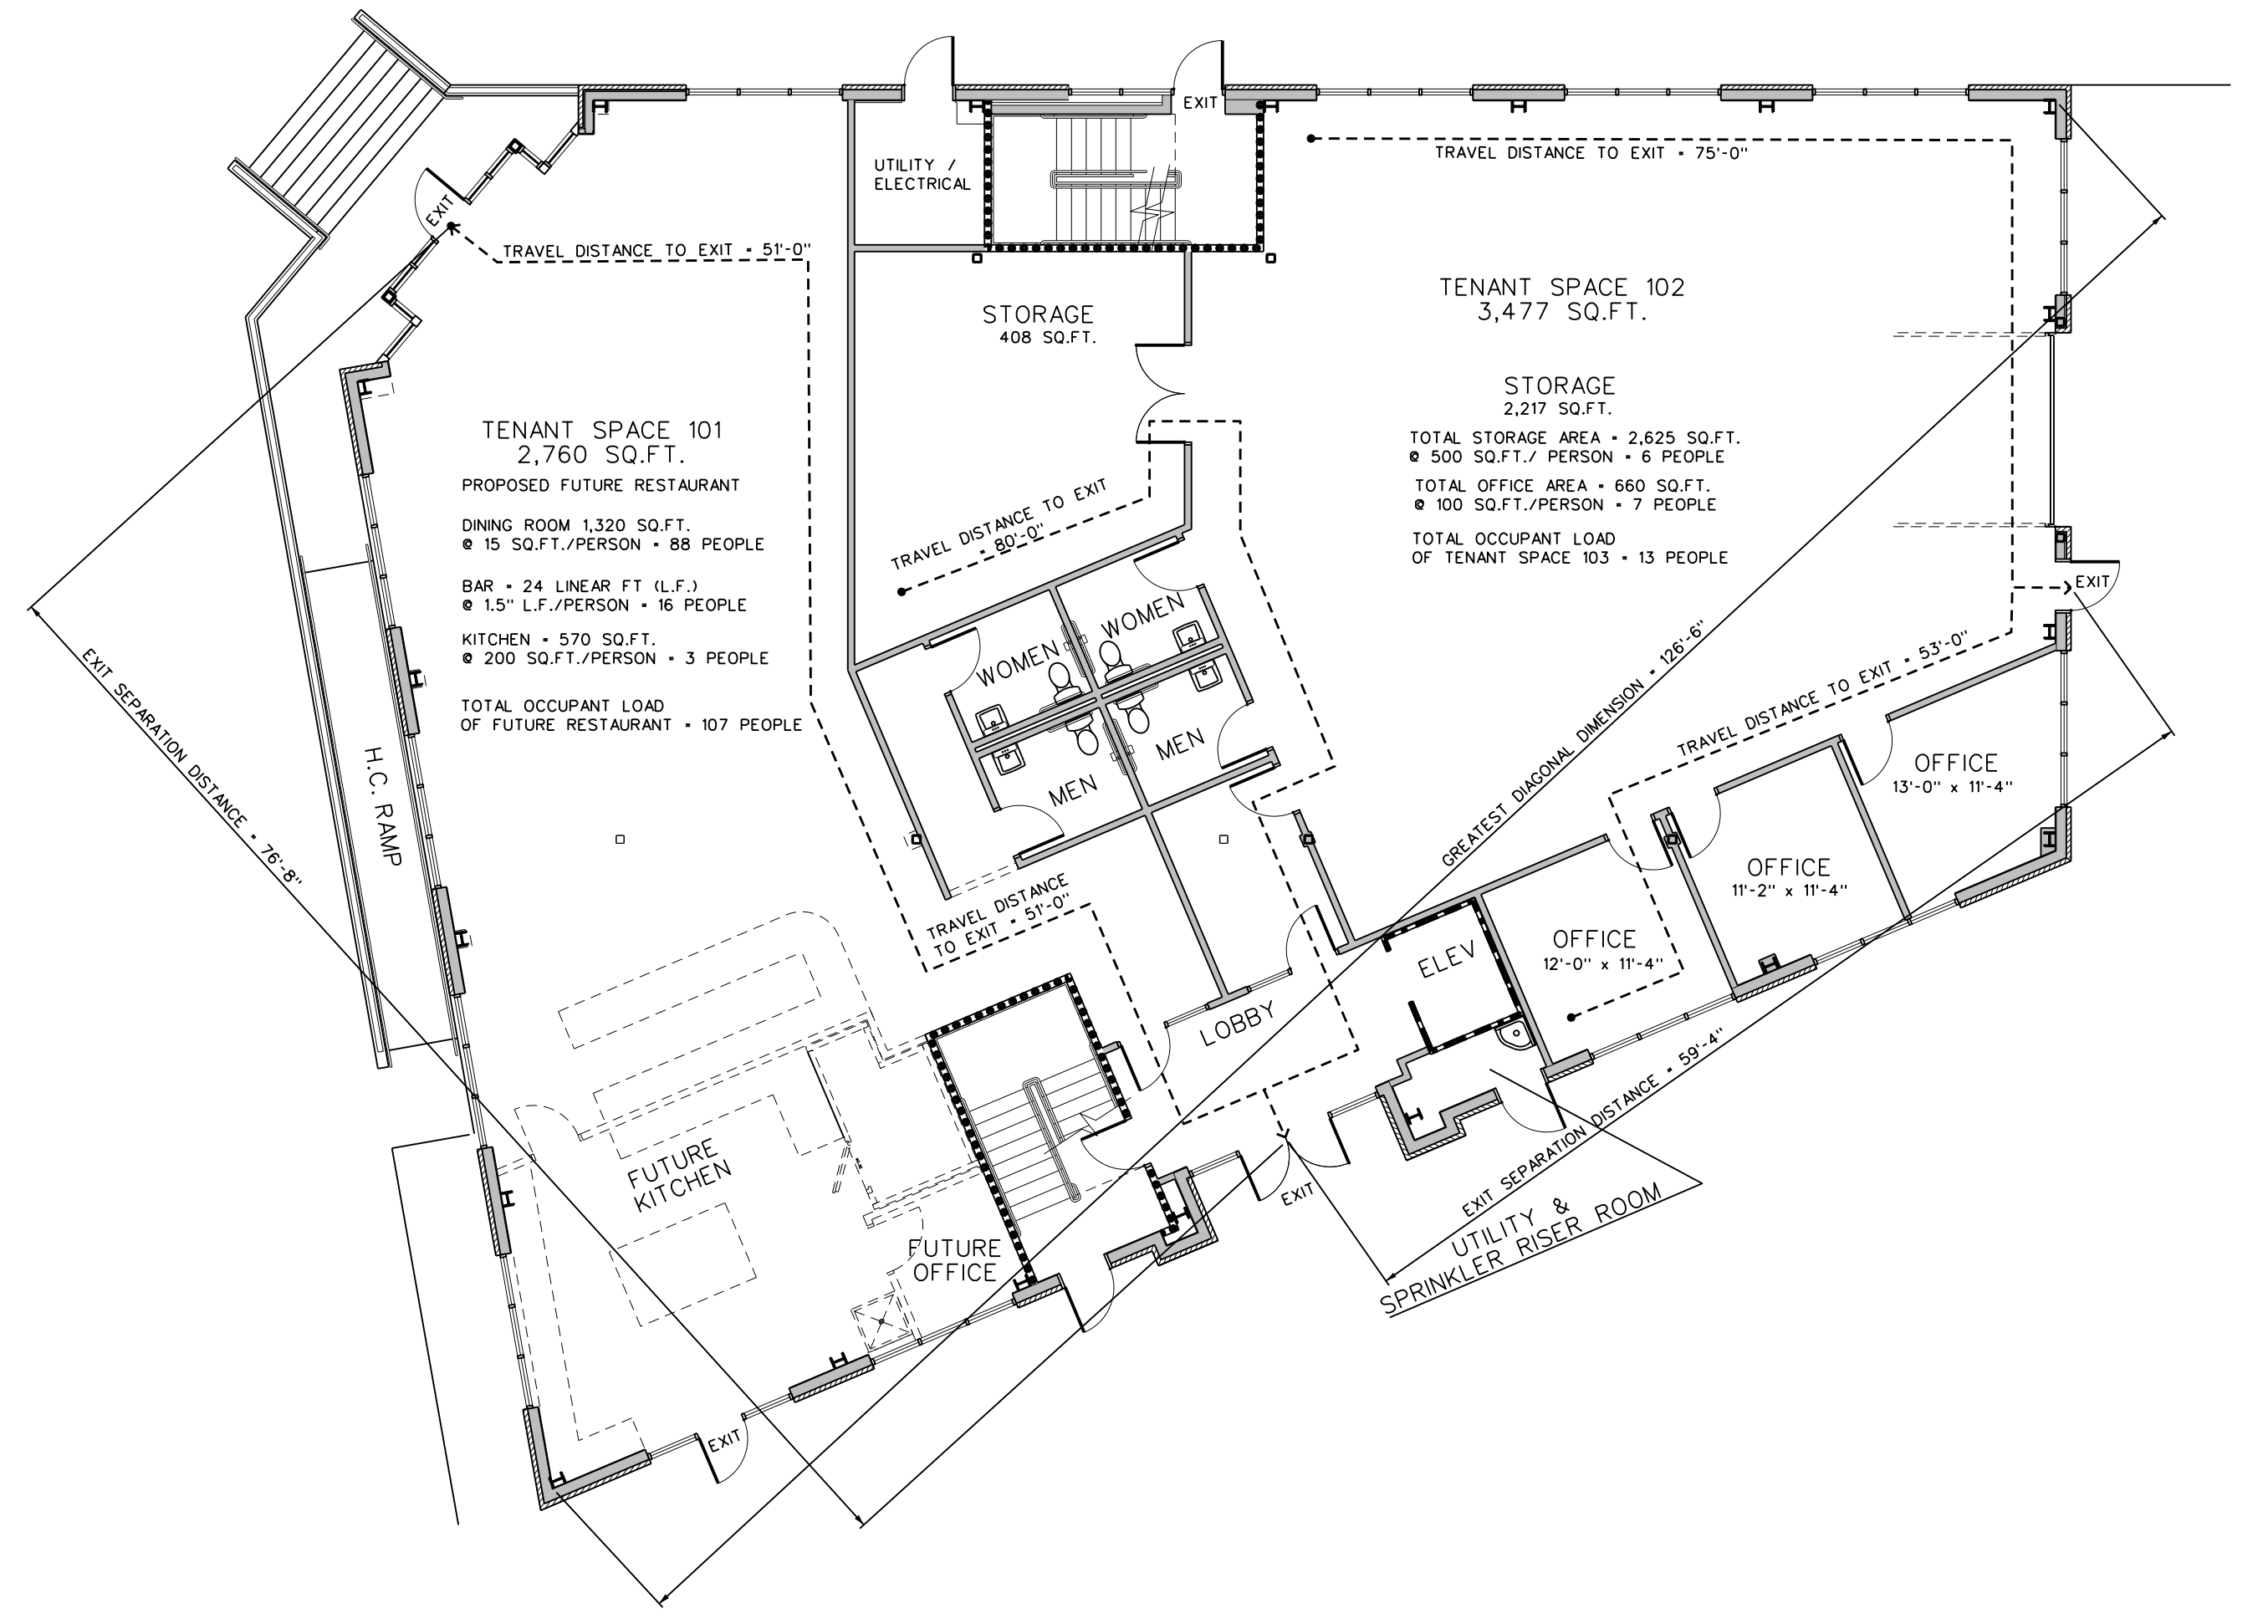 EXIT
UTILITY /
ELECTRICAL
TRAVEL DISTANCE TO EXIT = 75'-0"
EXIT
TRAVEL DISTANCE TO EXIT = 51'-0"
STORAGE
408 SQ.FT.
TENANT SPACE 102
3,477 SQ.FT.
STORAGE
2,217 SQ.FT.
TOTAL STORAGE AREA = 2,625 SQ.FT.
@ 500 SQ.FT./ PERSON = 6 PEOPLE
TOTAL OFFICE AREA = 660 SQ.FT.
@ 100 SQ.FT./PERSON = 7 PEOPLE
TOTAL OCCUPANT LOAD
OF TENANT SPACE 103 = 13 PEOPLE
TENANT SPACE 101
2,760 SQ.FT.
PROPOSED FUTURE RESTAURANT
DINING ROOM 1,320 SQ.FT.
@ 15 SQ.FT./PERSON = 88 PEOPLE
BAR = 24 LINEAR FT (L.F.)
@ 1.5" L.F./PERSON = 16 PEOPLE
KITCHEN = 570 SQ.FT.
@ 200 SQ.FT./PERSON = 3 PEOPLE
TOTAL OCCUPANT LOAD
OF FUTURE RESTAURANT = 107 PEOPLE
TRAVEL DISTANCE TO EXIT
= 80'-0"
EXIT
WOMEN
WOMEN
MEN
MEN
GREATEST DIAGONAL DIMENSION = 126'-6"
TRAVEL DISTANCE TO EXIT = 53'-0"
EXIT SEPARATION DISTANCE = 76'-8"
H.C. RAMP
OFFICE
13'-0" x 11'-4"
OFFICE
11'-2" x 11'-4"
OFFICE
12'-0" x 11'-4"
TRAVEL DISTANCE
TO EXIT = 51'-0"
ELEV
LOBBY
EXIT SEPARATION DISTANCE = 59'-4"
FUTURE
KITCHEN
EXIT
UTILITY &
SPRINKLER RISER ROOM
FUTURE
OFFICE
EXIT